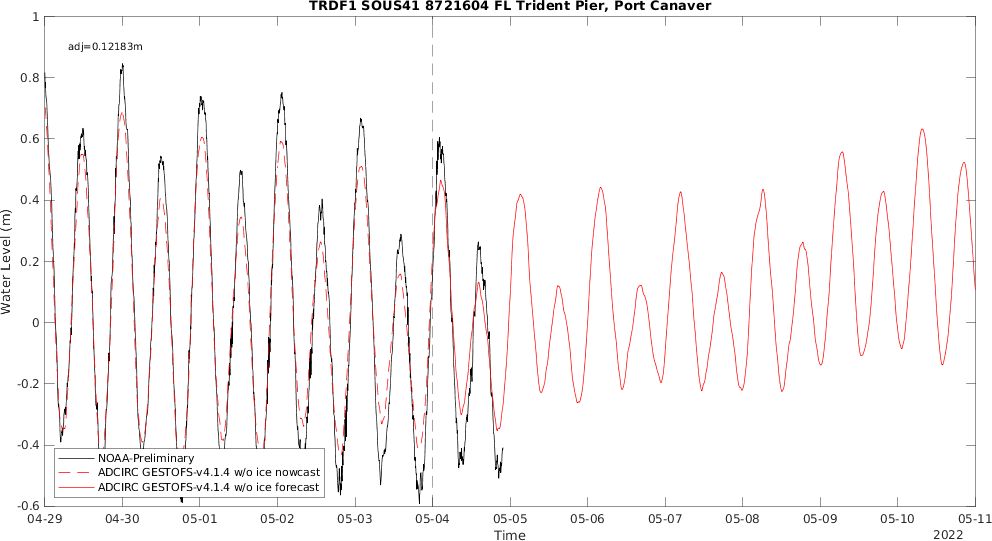 TRDF1 SOUS41 8721604 FL Trident Pier, Port Canaver
adj=0.12183m
Water Level (m)
1
0.8
0.6
0.4
0.2
0
-0.2
-0.4
-0.6
NOAA-Preliminary
ADCIRC GESTOFS-v4.1.4 w/o ice nowcast
ADCIRC GESTOFS-v4.1.4 w/o ice forecast
04-29 04-30 05-01 05-02 05-03 05-04 05-05 05-06 05-07 05-08 05-09 05-10 05-11
Time
2022